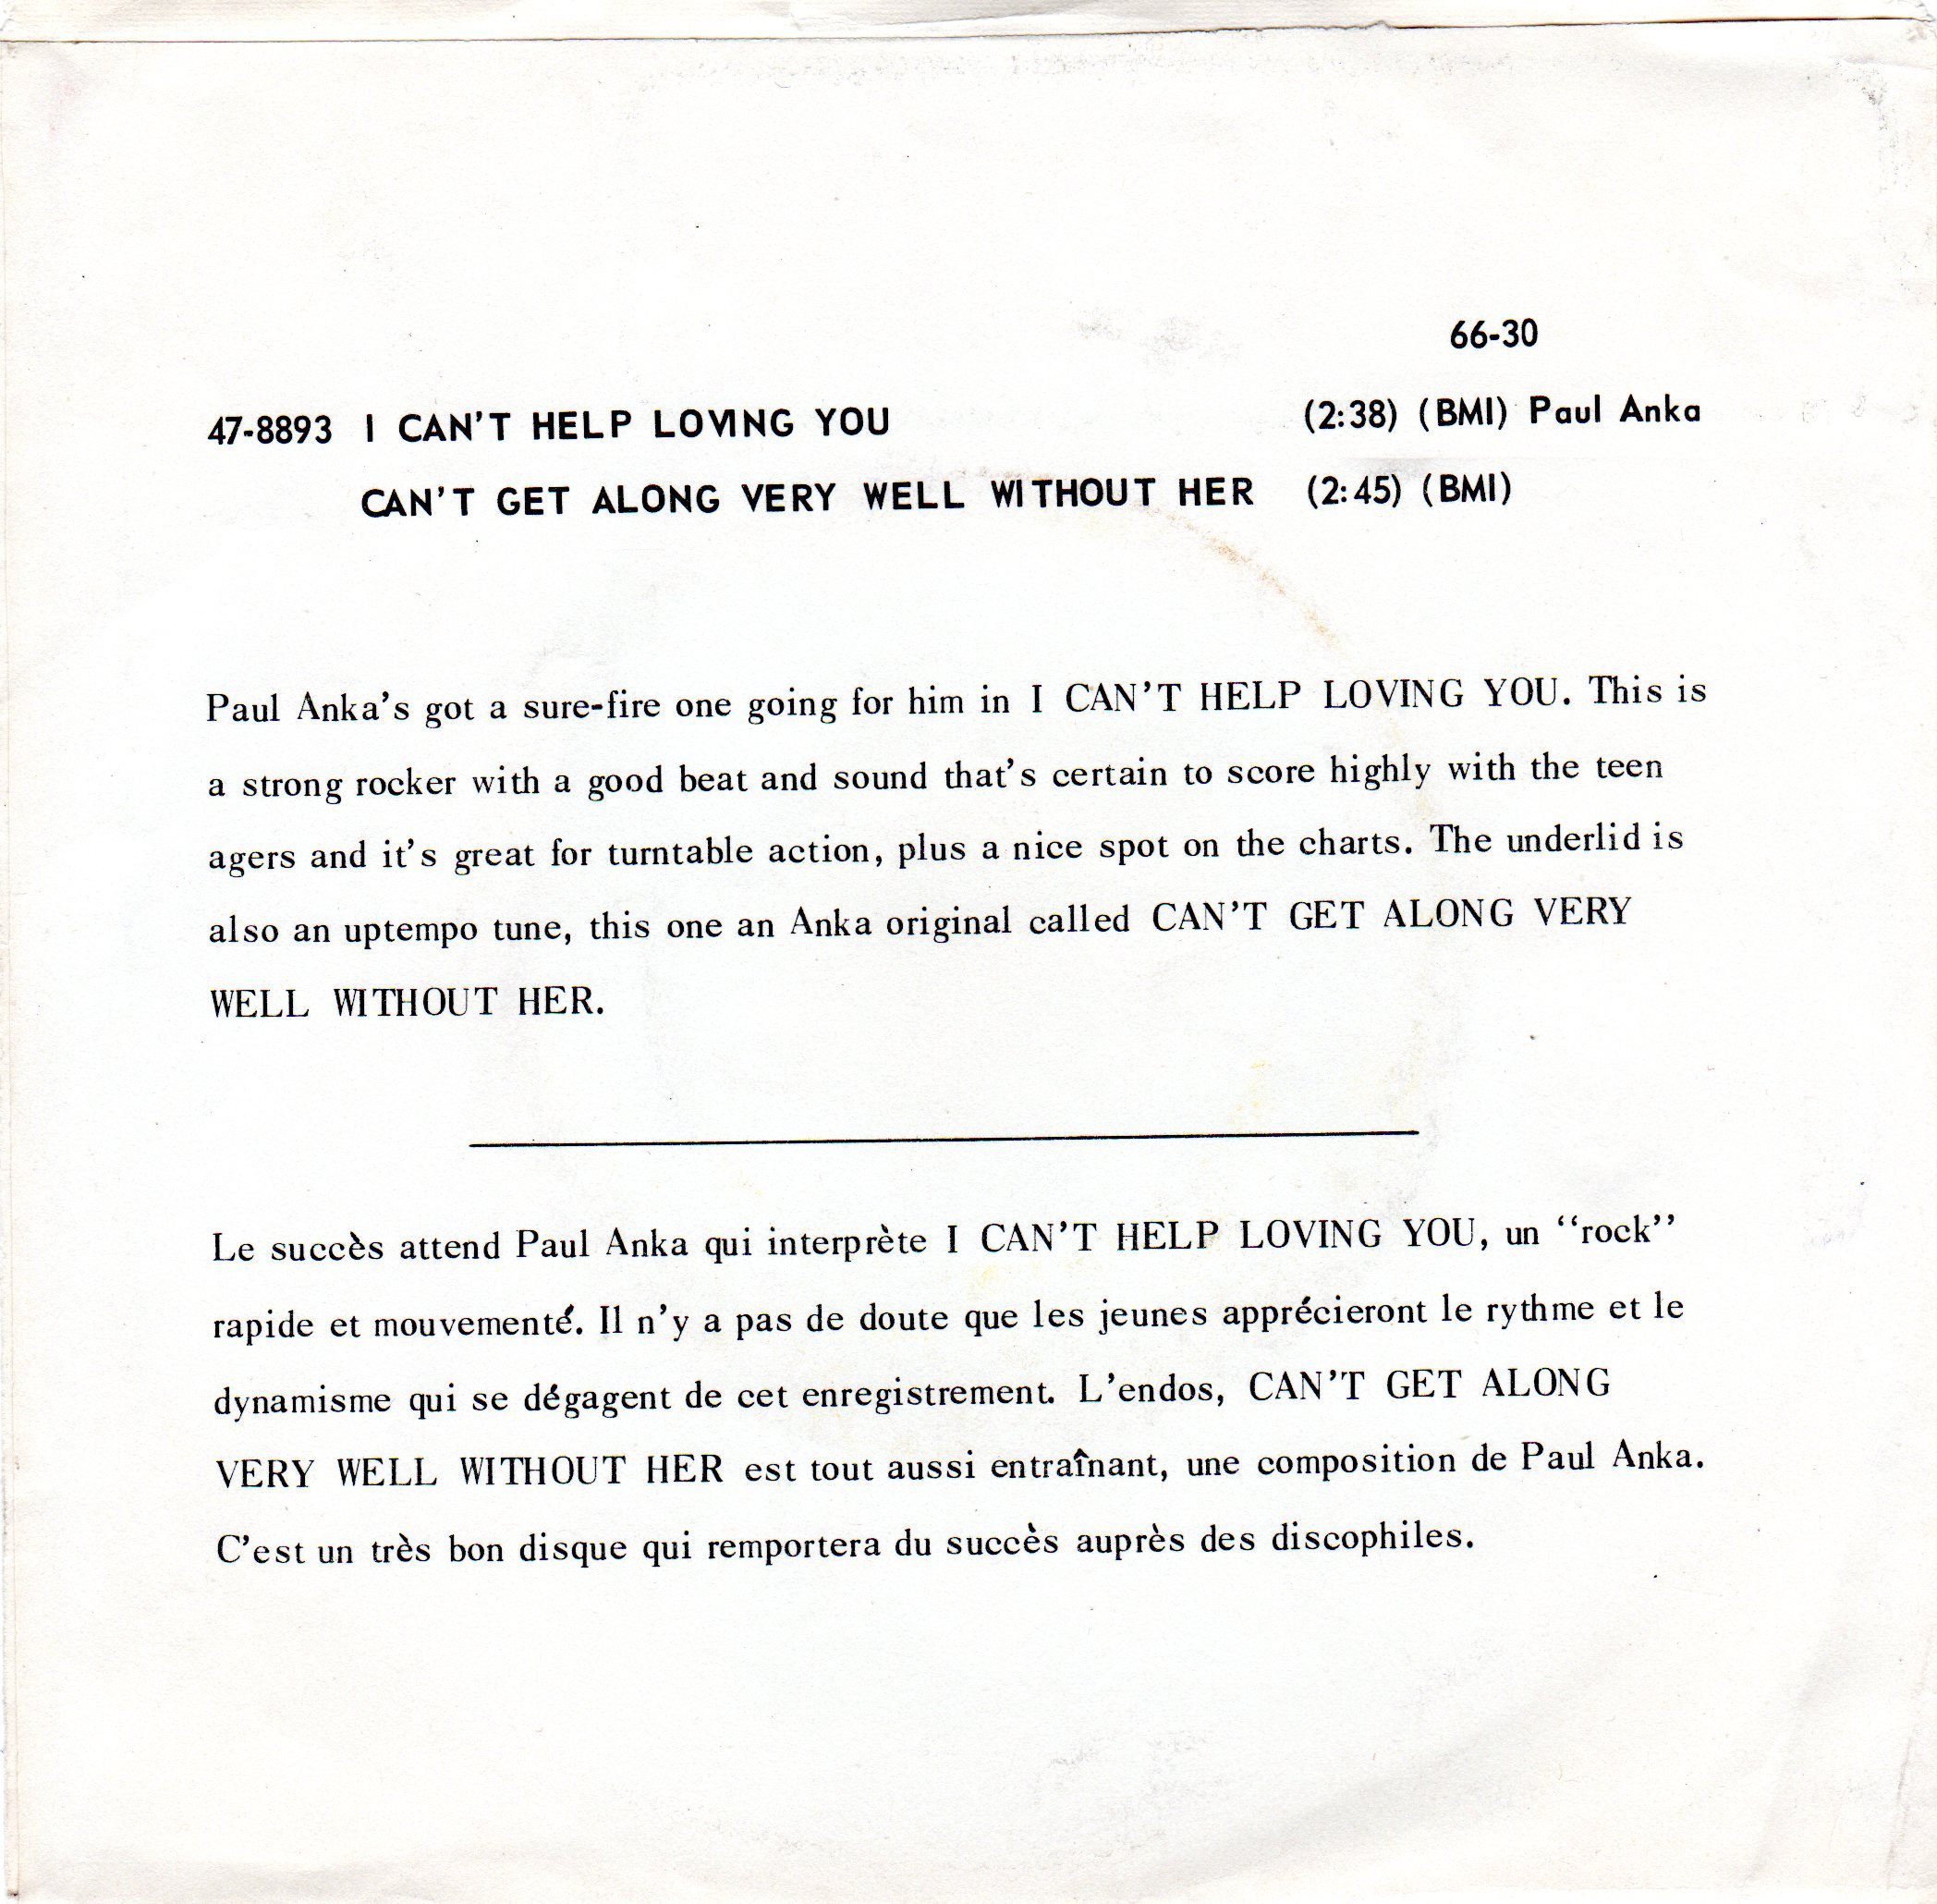 66-30
47-8893 I CAN'T HELP LOVING YOU (2:38) (BMI) Paul Anka
CAN'T GET ALONG VERY WELL WITHOUT HER (2:45) (BMI)
Paul Anka's got a sure-fire one going for him in I CAN'T HELP LOVING YOU. This is
a strong rocker with a good beat and sound that's certain to score highly with the teen
agers and it's great for turntable action, plus a nice spot on the charts. The underlid is
also an uptempo tune, this one an Anka original called CAN'T GET ALONG VERY
WELL WITHOUT HER.
Le succès attend Paul Anka qui interprète I CAN'T HELP LOVING YOU, un ‘‘rock’’
rapide et mouvementé. Il n'y a pas de doute que les jeunes apprécieront le rythme et le
dynamisme qui se dégagent de cet enregistrement. L'endos, CAN'T GET ALONG
VERY WELL WITHOUT HER est tout aussi entraînant, une composition de Paul Anka.
C'est un très bon disque qui remportera du succès auprès des discophiles.